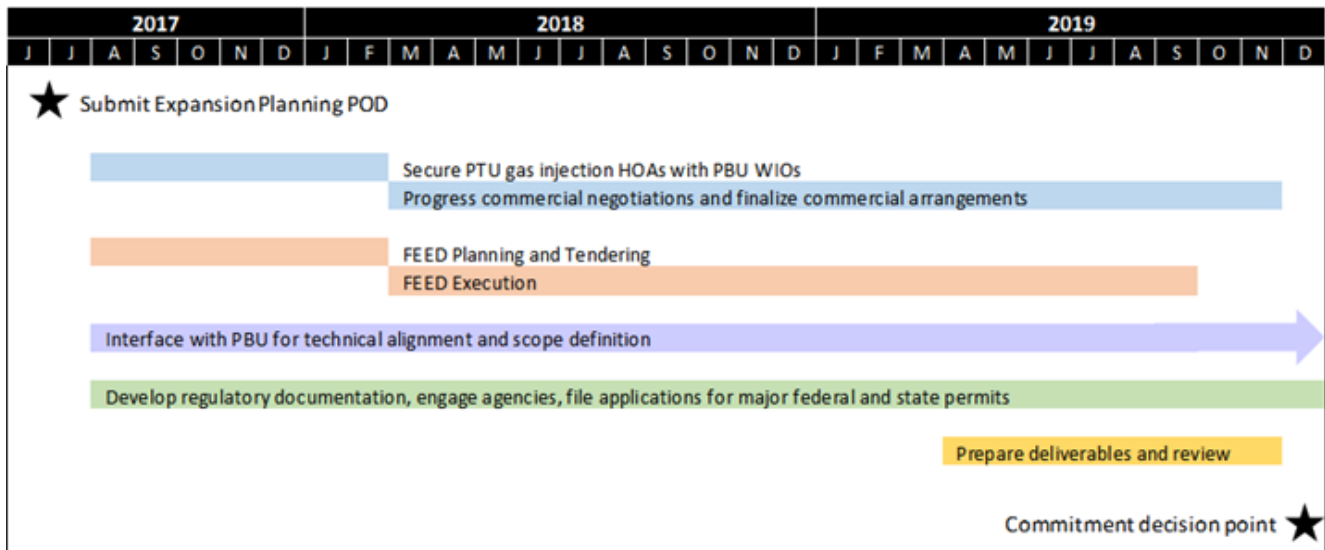 2017 2018 2019
J J A S O N D J F M A M J J A S O N D J F M A M J J A S O N D
Submit Expansion Planning POD
Secure PTU gas injection HOAs with PBU WIOs
Progress commercial negotiations and finalize commercial arrangements
FEED Planning and Tendering
FEED Execution
Interface with PBU for technical alignment and scope definition
Develop regulatory documentation, engage agencies, file applications for major federal and state permits
Prepare deliverables and review
Commitment decision point